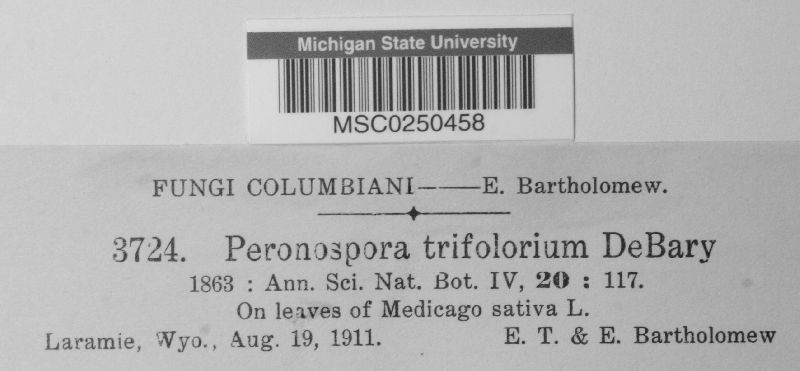 Michigan State University
MSC0250458
FUNGI COLUMBIANI——E. Bartholomew.
3724. Peronospora trifolorium DeBary
1863 : Ann. Sci. Nat. Bot. IV, 20 : 117.
On leaves of Medicago sativa L.
Laramie, Wyo., Aug. 19, 1911. E. T. & E. Bartholomew